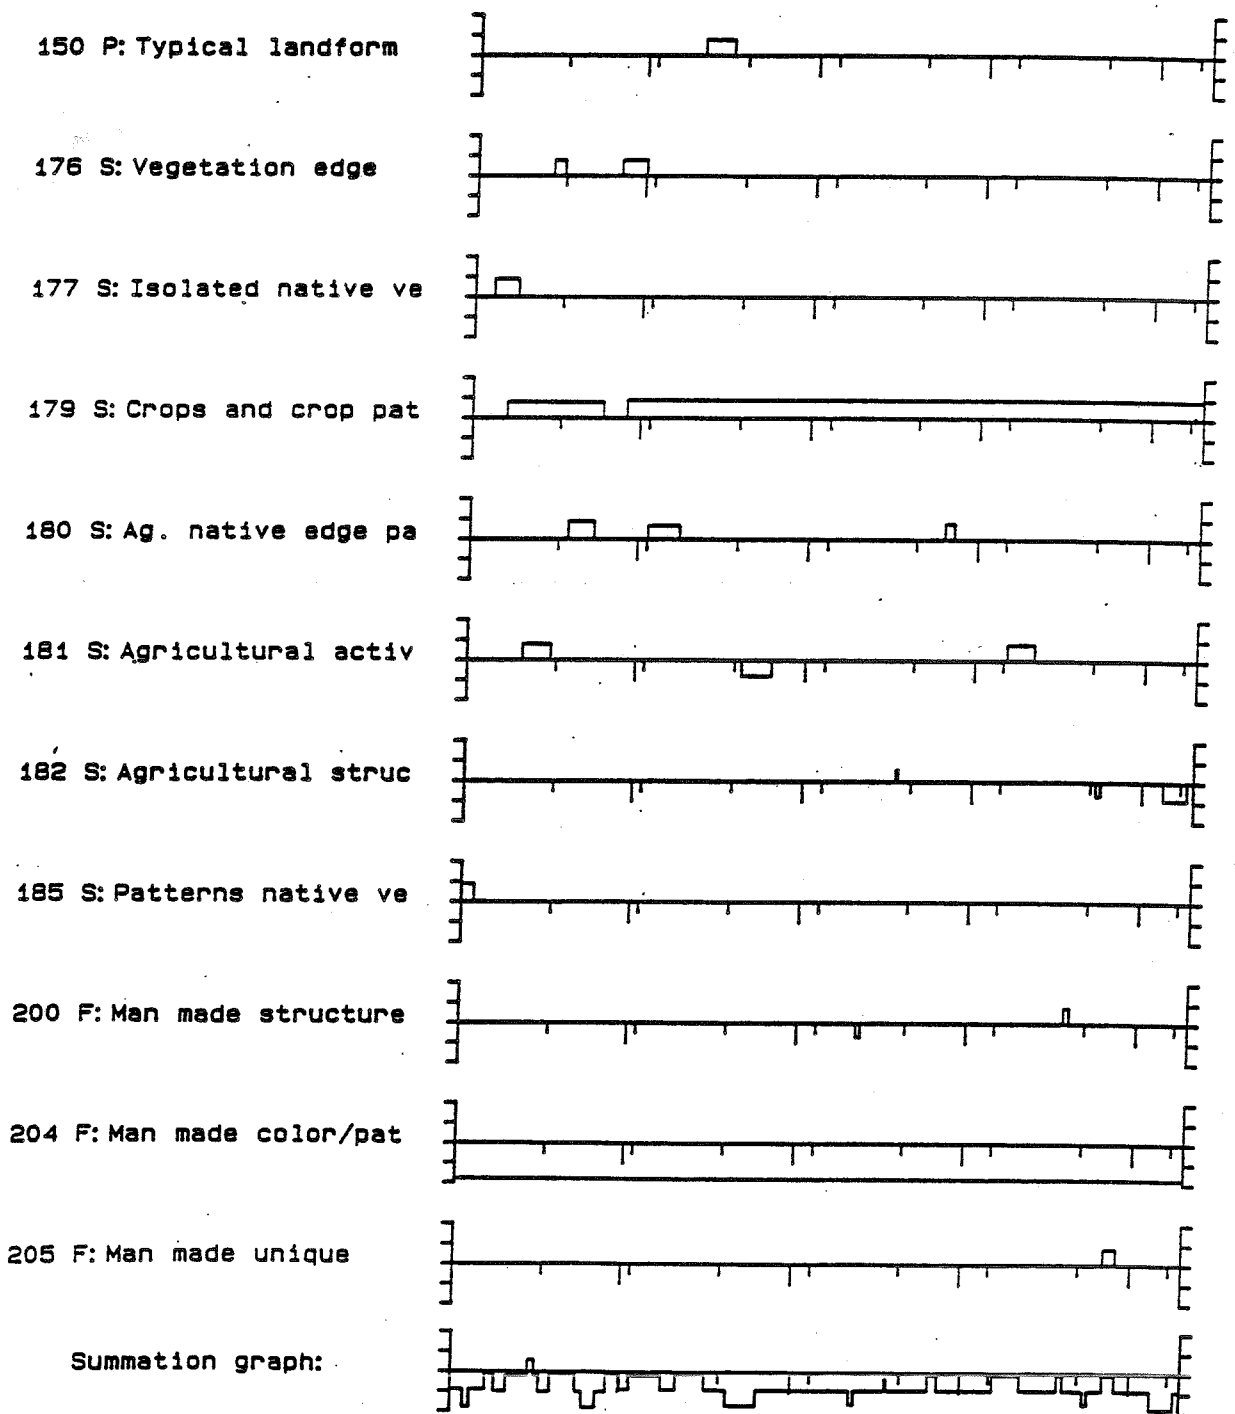 150 P: Typical landform
176 S: Vegetation edge
177 S: Isolated native ve
179 S: Crops and crop pat
180 S: Ag. native edge pa
181 S: Agricultural activ
182 S: Agricultural struc
185 S: Patterns native ve
200 F: Man made structure
204 F: Man made color/pat
205 F: Man made unique
Summation graph: